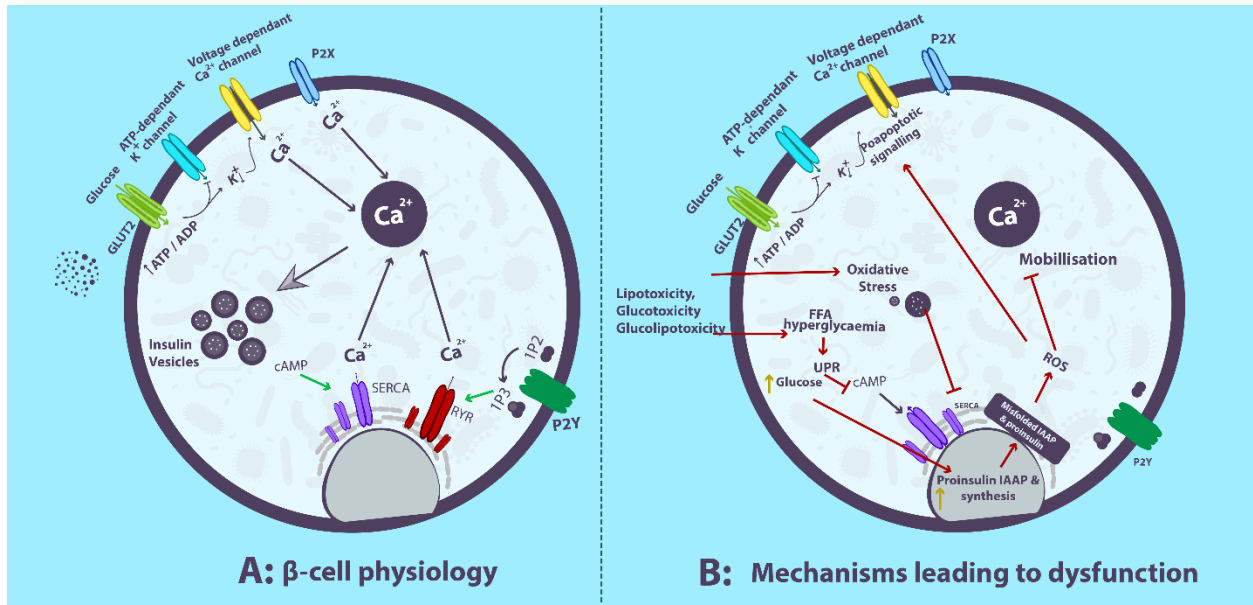 Glucose
GLUT2
ATP-dependant
K+ channel
Voltage dependant
Ca2+ channel
P2X
↑ATP / ADP
K+↓
Ca2+
Ca2+
Ca2+
Insulin
Vesicles
cAMP
Ca2+
SERCA
Ca2+
RYR
1P2
1P3
P2Y
A: β-cell physiology
Glucose
GLUT2
ATP-dependant
K channel
Voltage dependant
Ca2+ channel
P2X
↑ATP / ADP
K+↓
Poapoptotic
signalling
Ca2+
Mobillisation
Oxidative
Stress
Lipotoxicity,
Glucotoxicity
Glucolipotoxicity
FFA
hyperglycaemia
UPR
↑ Glucose
cAMP
SERCA
ROS
Misfolded IAAP
& proinsulin
Proinsulin IAAP &
↑ synthesis
P2Y
B: Mechanisms leading to dysfunction